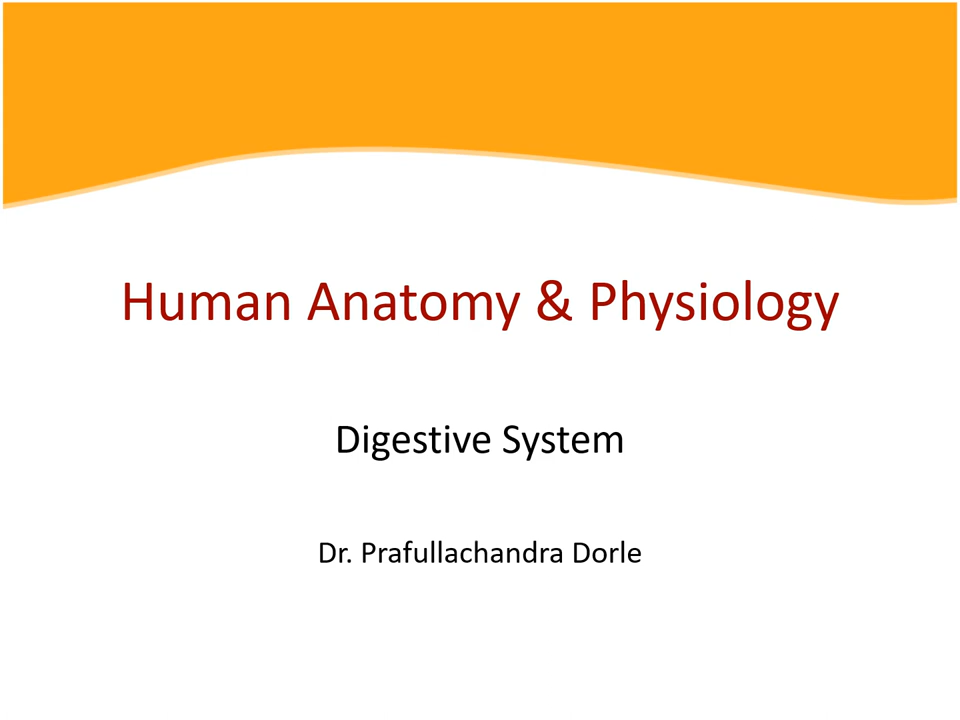 Human Anatomy & Physiology
Digestive System
Dr. Prafullachandra Dorle